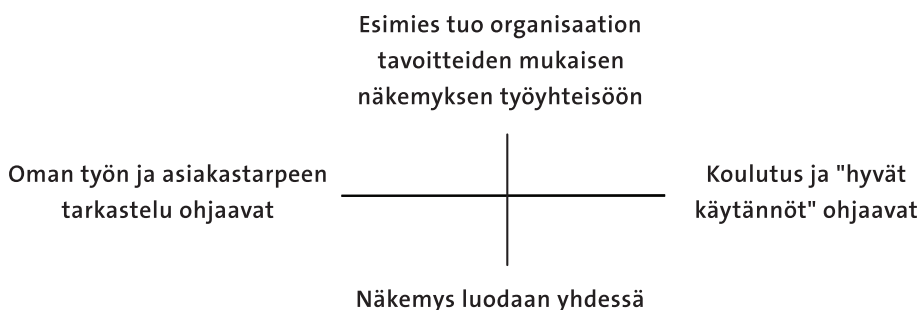 Esimies tuo organisaation
tavoitteiden mukaisen
näkemyksen työyhteisöön
Oman työn ja asiakastarpeen
tarkastelu ohjaavat
Koulutus ja "hyvät
käytännöt" ohjaavat
Näkemys luodaan yhdessä